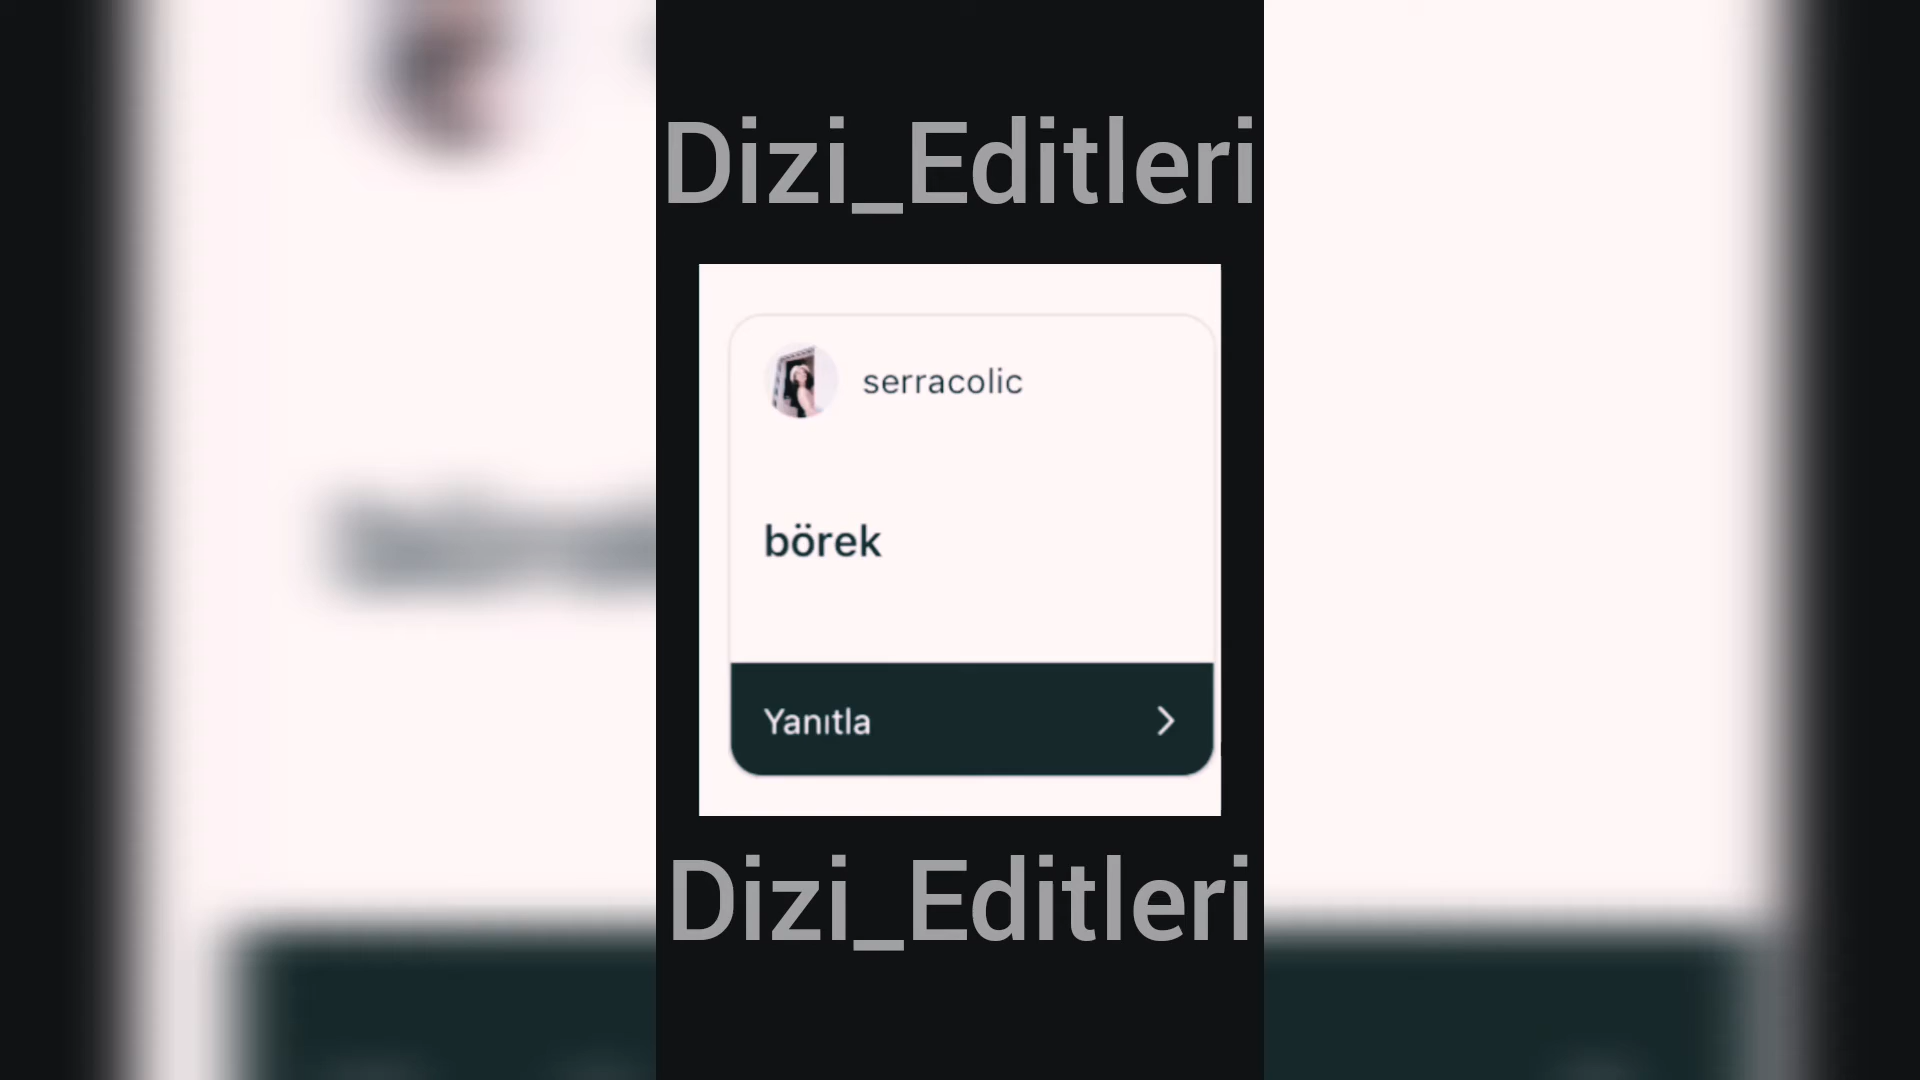 Dizi_Editleri
serracolic
börek
Yanıtla
Dizi_Editleri